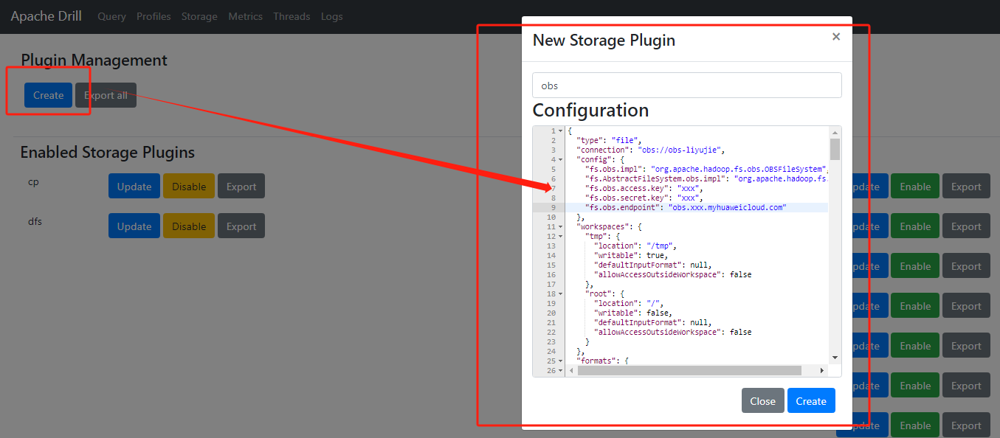 Apache Drill Query Profiles Storage Metrics Threads Logs
Plugin Management
Create Export all
Enabled Storage Plugins
cp Update Disable Export
dfs Update Disable Export
New Storage Plugin ×
obs
Configuration
1 {
2 "type": "file",
3 "connection": "obs://obs-liyujie",
4 "config": {
5 "fs.obs.impl": "org.apache.hadoop.fs.obs.OBSFileSystem",
6 "fs.AbstractFileSystem.obs.impl": "org.apache.hadoop.fs.
7 "fs.obs.access.key": "xxx",
8 "fs.obs.secret.key": "xxx",
9 "fs.obs.endpoint": "obs.xxx.myhuaweicloud.com"
10 },
11 "workspaces": {
12 "tmp": {
13 "location": "/tmp",
14 "writable": true,
15 "defaultInputFormat": null,
16 "allowAccessOutsideWorkspace": false
17 },
18 "root": {
19 "location": "/",
20 "writable": false,
21 "defaultInputFormat": null,
22 "allowAccessOutsideWorkspace": false
23 }
24 },
25 "formats": {
26
Close Create
pdate Enable Export
pdate Enable Export
pdate Enable Export
pdate Enable Export
pdate Enable Export
pdate Enable Export
Update Enable Export